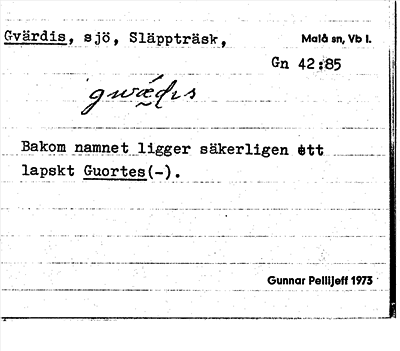 Gvärdis, sjö, Släppträsk, Malå sn, Vb l.
Gn 42:85
gwǽdɩs
Bakom namnet ligger säkerligen ett
lapskt Guortes(-).
Gunnar Pellijeff 1973